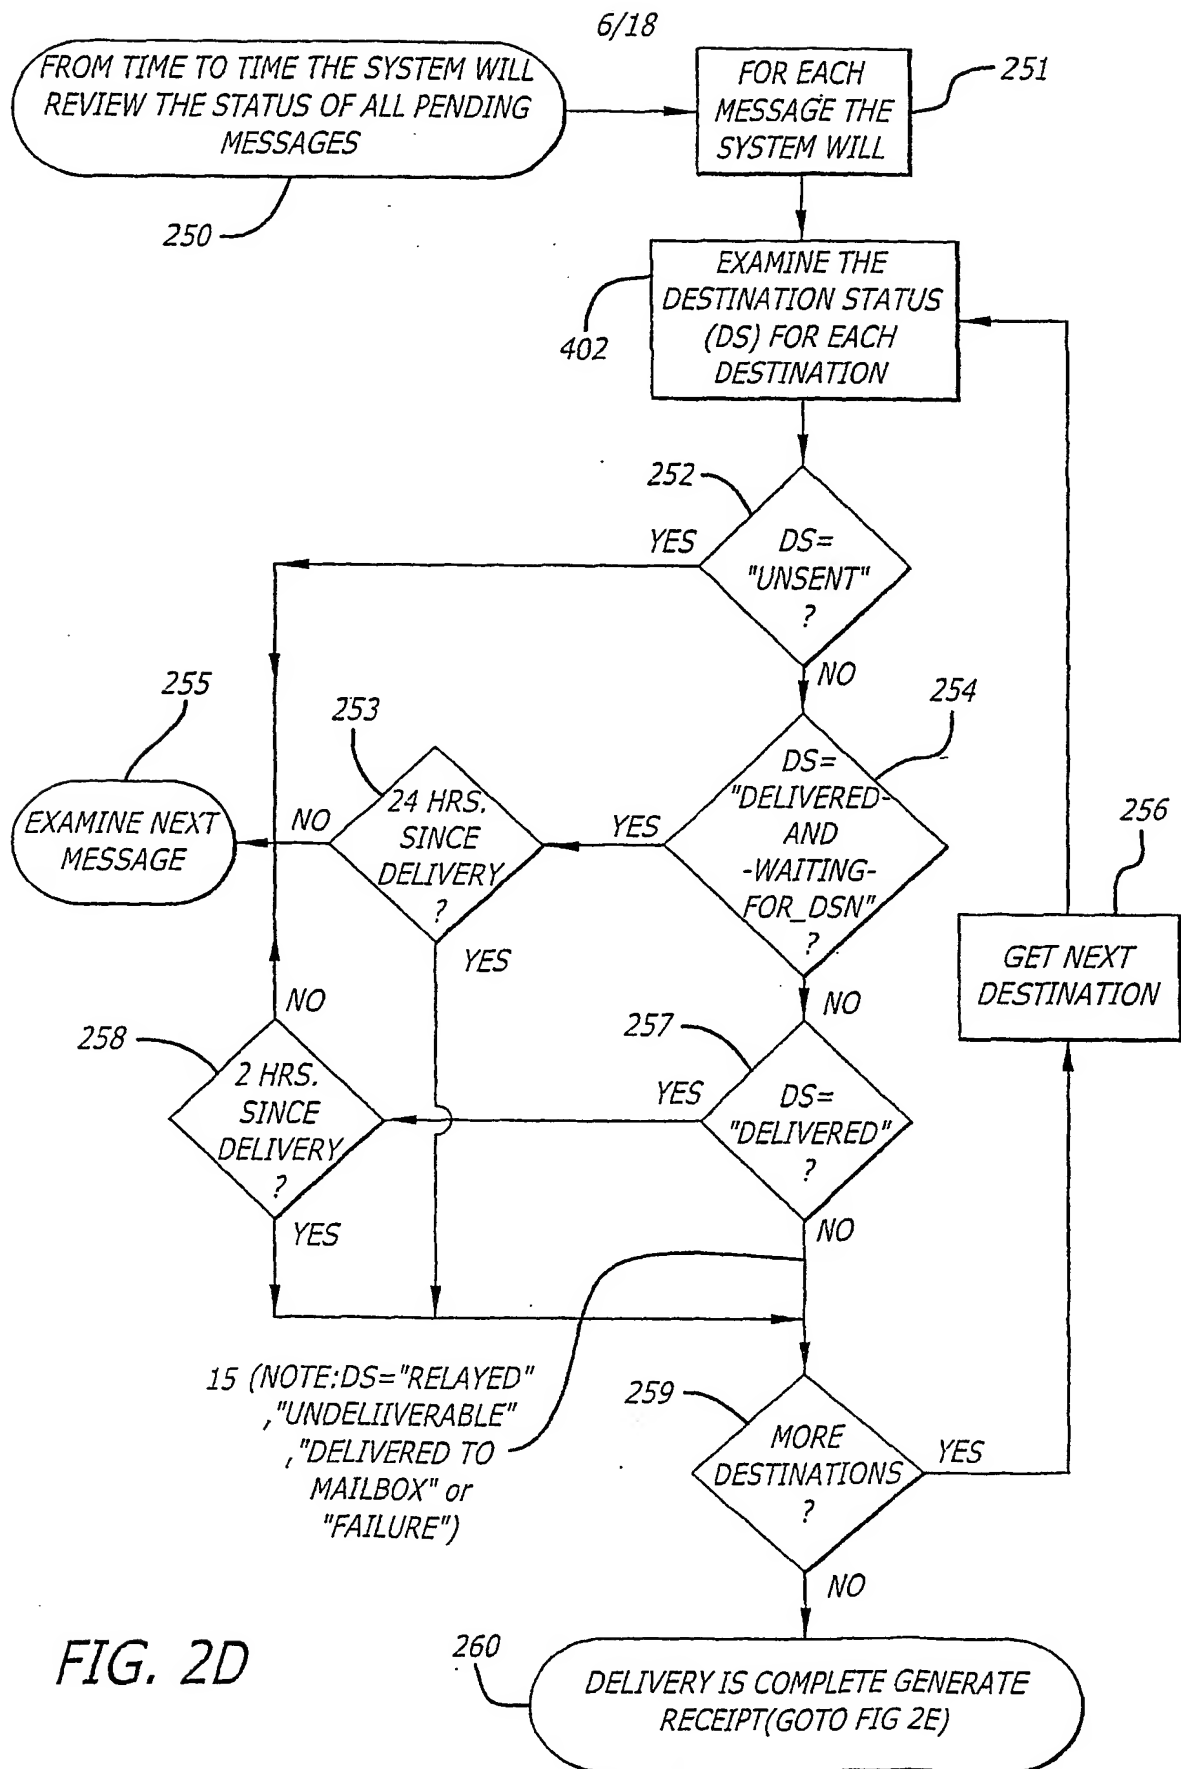 6/18
FROM TIME TO TIME THE SYSTEM WILL
REVIEW THE STATUS OF ALL PENDING
MESSAGES
250
FOR EACH
MESSAGE THE
SYSTEM WILL
251
EXAMINE THE
DESTINATION STATUS
(DS) FOR EACH
DESTINATION
402
252
YES
DS=
"UNSENT"
?
NO
255
253
254
EXAMINE NEXT
MESSAGE
NO
24 HRS.
SINCE
DELIVERY
?
YES
YES
DS=
"DELIVERED-
AND
-WAITING-
FOR_DSN"
?
NO
256
GET NEXT
DESTINATION
NO
258
2 HRS.
SINCE
DELIVERY
?
YES
257
YES
DS=
"DELIVERED"
?
NO
15 (NOTE:DS="RELAYED"
,"UNDELIIVERABLE"
,"DELIVERED TO
MAILBOX" or
"FAILURE")
259
MORE
DESTINATIONS
?
YES
NO
260
DELIVERY IS COMPLETE GENERATE
RECEIPT(GOTO FIG 2E)
FIG. 2D